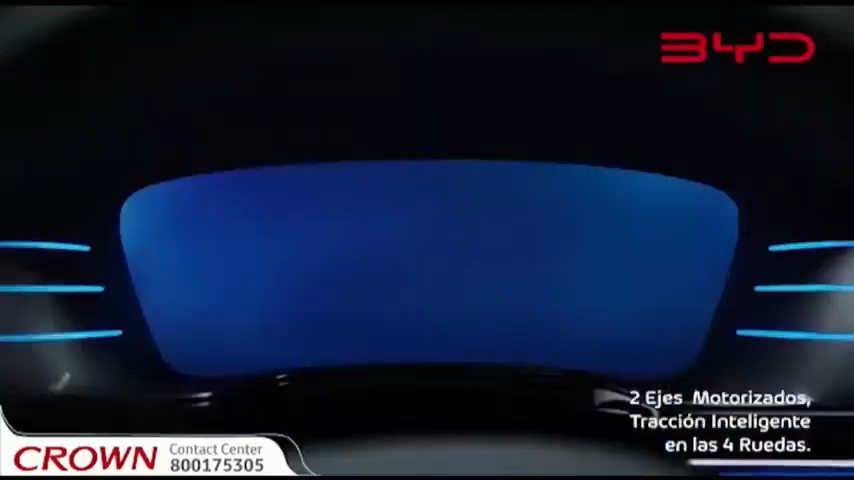 BYD
2 Ejes Motorizados,
Tracción Inteligente
en las 4 Ruedas.
CROWN
Contact Center
800175305